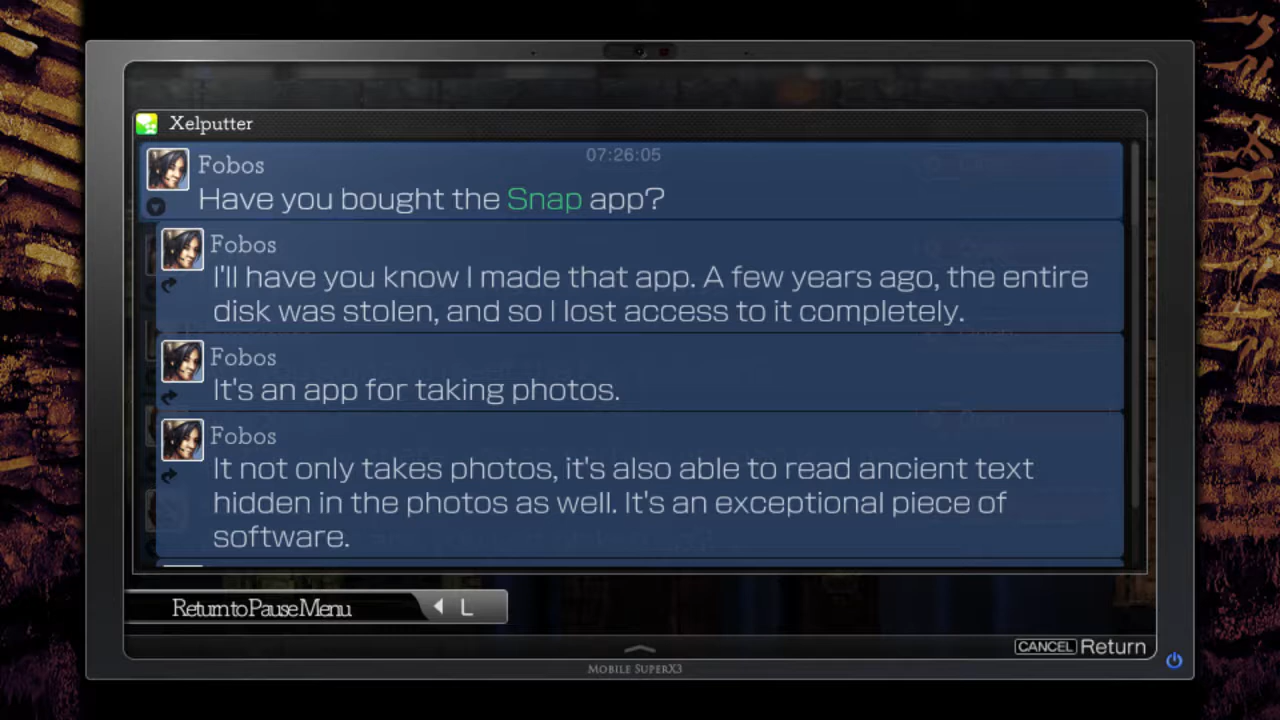 Xelputter
Fobos
07:26:05
Have you bought the Snap app?
Fobos
I'll have you know I made that app. A few years ago, the entire
disk was stolen, and so I lost access to it completely.
Fobos
It's an app for taking photos.
Fobos
It not only takes photos, it's also able to read ancient text
hidden in the photos as well. It's an exceptional piece of
software.
Return to Pause Menu
L
CANCEL Return
MOBILE SUPERX3